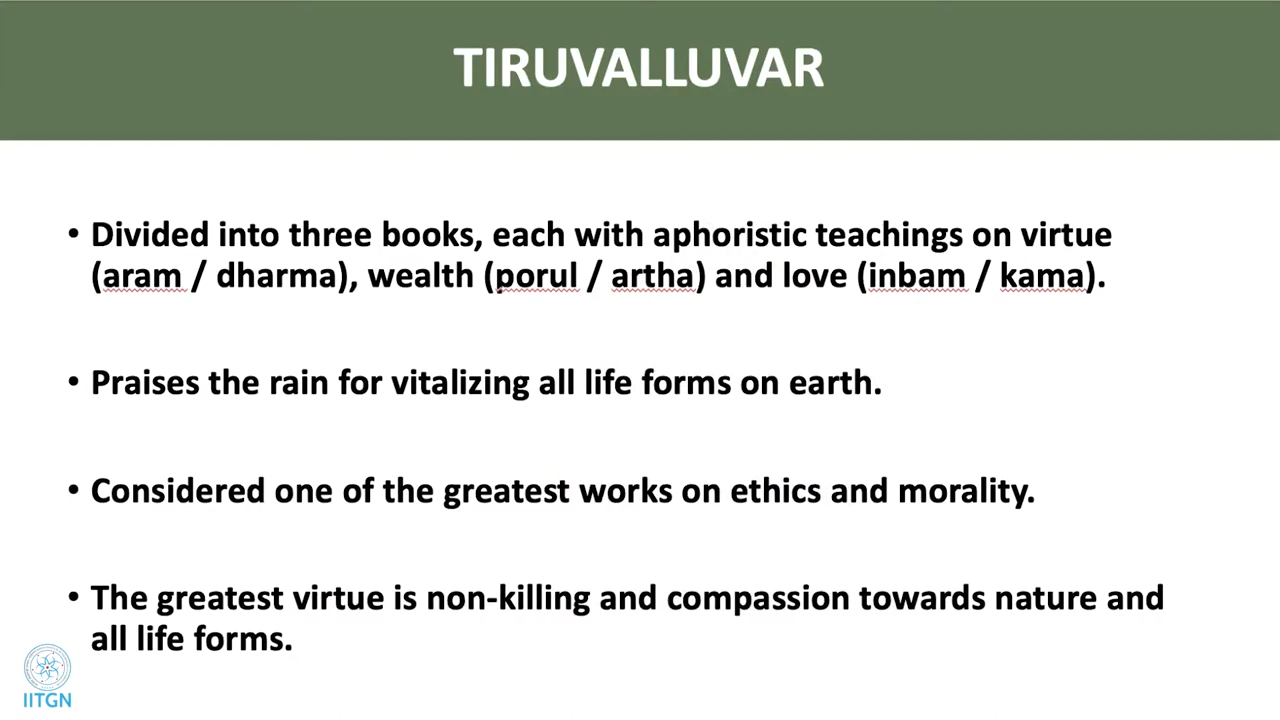 TIRUVALLUVAR
• Divided into three books, each with aphoristic teachings on virtue
(aram / dharma), wealth (porul / artha) and love (inbam / kama).
• Praises the rain for vitalizing all life forms on earth.
• Considered one of the greatest works on ethics and morality.
• The greatest virtue is non-killing and compassion towards nature and
all life forms.
IITGN